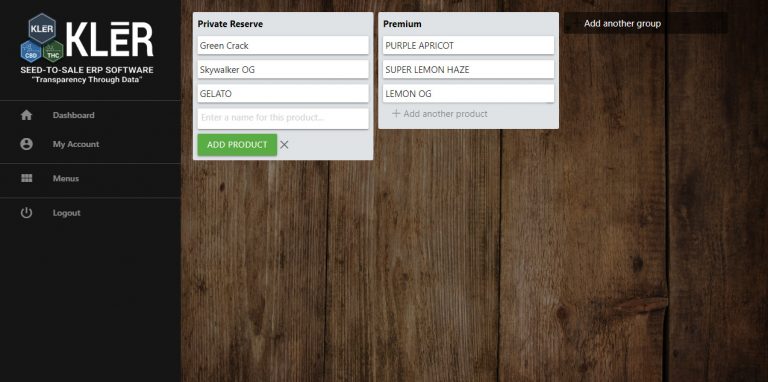 KLĒR
CBD
THC
KLĒR
SEED-TO-SALE ERP SOFTWARE
"Transparency Through Data"
Dashboard
My Account
Menus
Logout
Private Reserve
Green Crack
Skywalker OG
GELATO
Enter a name for this product...
ADD PRODUCT
Premium
PURPLE APRICOT
SUPER LEMON HAZE
LEMON OG
Add another product
Add another group